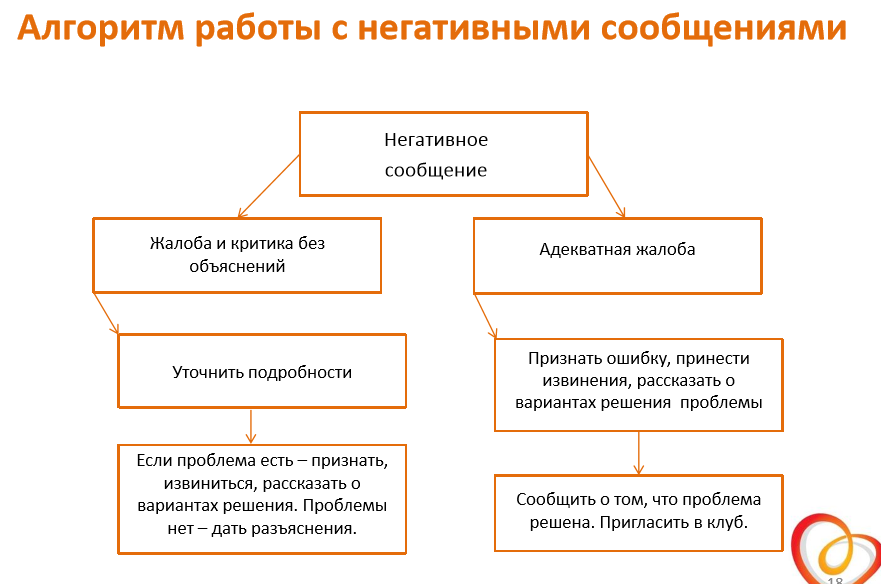 Алгоритм работы с негативными сообщениями
Негативное
сообщение
Жалоба и критика без
объяснений
Адекватная жалоба
Уточнить подробности
Признать ошибку, принести
извинения, рассказать о
вариантах решения  проблемы
Если проблема есть – признать,
извиниться, рассказать о
вариантах решения. Проблемы
нет – дать разъяснения.
Сообщить о том, что проблема
решена. Пригласить в клуб.
18